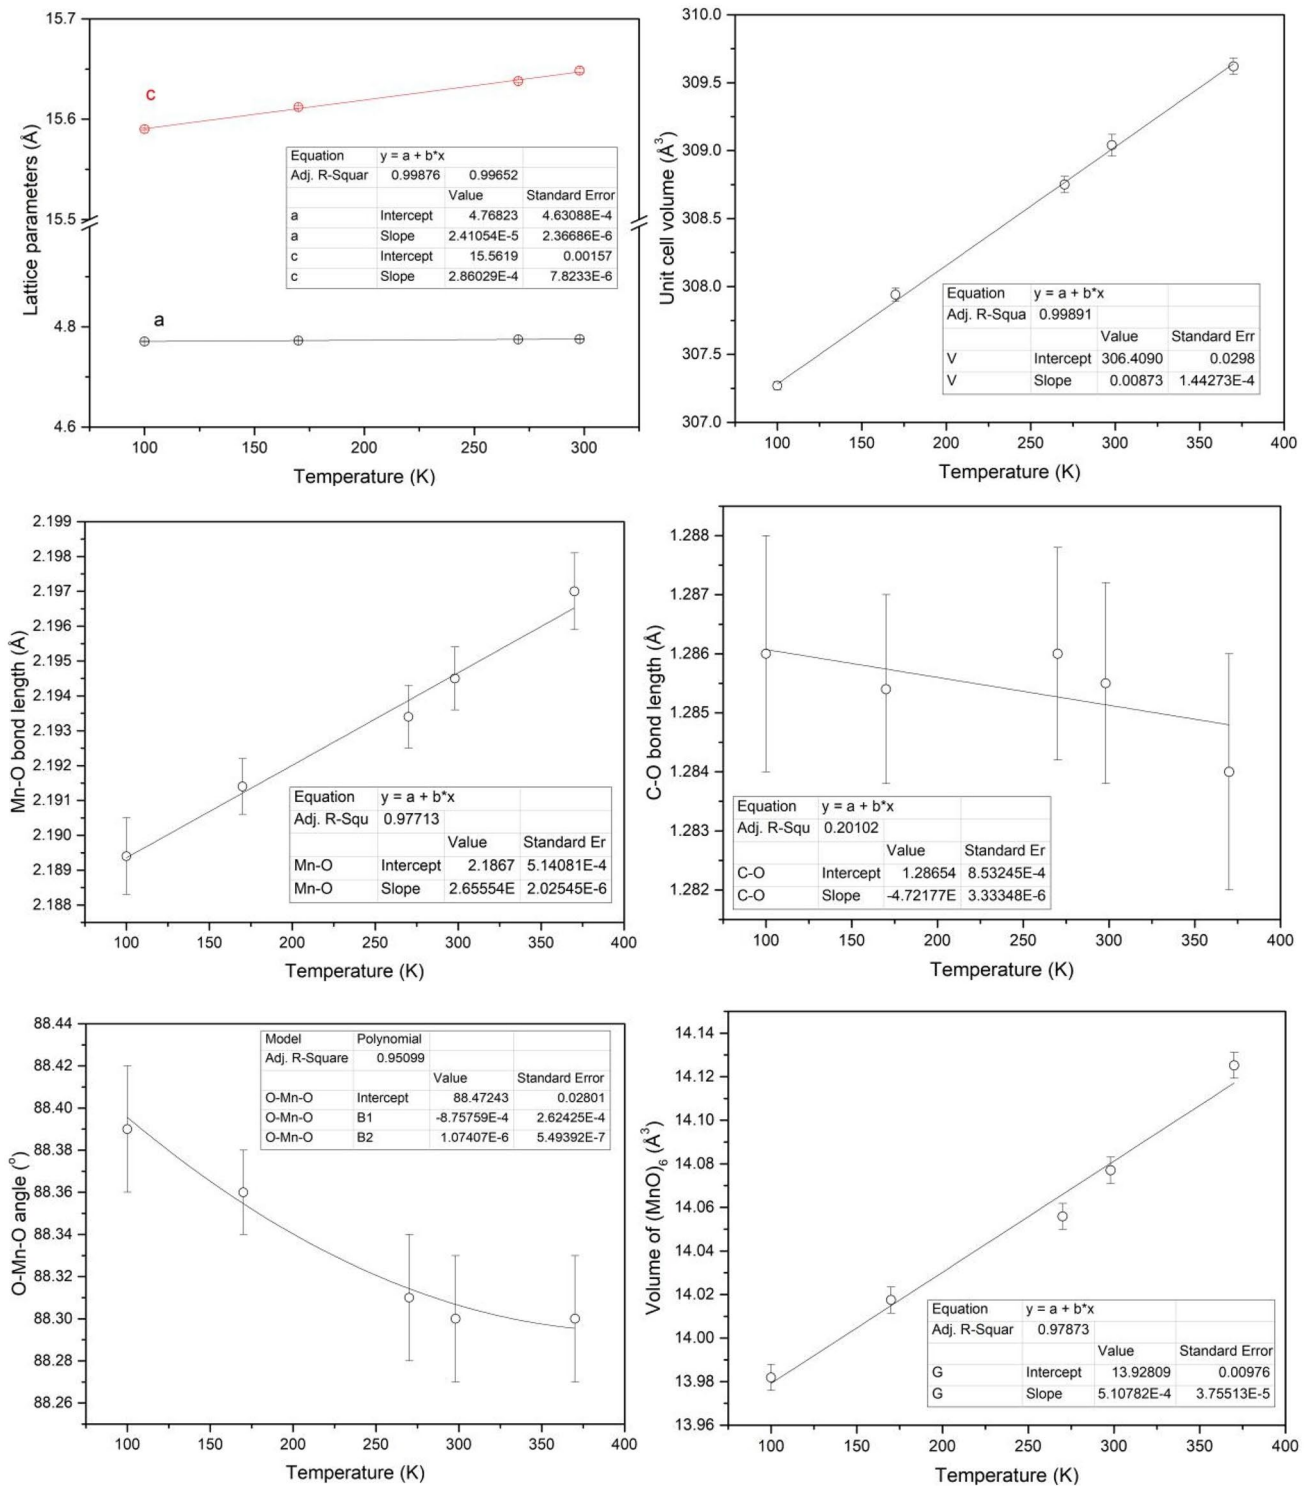 15.7
15.6
15.5
4.8
4.6
Lattice parameters (Å)
c
a
Equation y = a + b*x
Adj. R-Squar 0.99876 0.99652
Value Standard Error
a Intercept 4.76823 4.63088E-4
a Slope 2.41054E-5 2.36686E-6
c Intercept 15.5619 0.00157
c Slope 2.86029E-4 7.8233E-6
100 150 200 250 300
Temperature (K)
310.0
309.5
309.0
308.5
308.0
307.5
307.0
Unit cell volume (Å³)
Equation y = a + b*x
Adj. R-Squa 0.99891
Value Standard Err
V Intercept 306.4090 0.0298
V Slope 0.00873 1.44273E-4
100 150 200 250 300 350 400
Temperature (K)
2.199
2.198
2.197
2.196
2.195
2.194
2.193
2.192
2.191
2.190
2.189
2.188
Mn-O bond length (Å)
Equation y = a + b*x
Adj. R-Squ 0.97713
Value Standard Er
Mn-O Intercept 2.1867 5.14081E-4
Mn-O Slope 2.65554E 2.02545E-6
100 150 200 250 300 350 400
Temperature (K)
1.288
1.287
1.286
1.285
1.284
1.283
1.282
C-O bond length (Å)
Equation y = a + b*x
Adj. R-Squ 0.20102
Value Standard Er
C-O Intercept 1.28654 8.53245E-4
C-O Slope -4.72177E 3.33348E-6
100 150 200 250 300 350 400
Temperature (K)
88.44
88.42
88.40
88.38
88.36
88.34
88.32
88.30
88.28
88.26
O-Mn-O angle (°)
Model Polynomial
Adj. R-Square 0.95099
Value Standard Error
O-Mn-O Intercept 88.47243 0.02801
O-Mn-O B1 -8.75759E-4 2.62425E-4
O-Mn-O B2 1.07407E-6 5.49392E-7
100 150 200 250 300 350 400
Temperature (K)
14.14
14.12
14.10
14.08
14.06
14.04
14.02
14.00
13.98
13.96
Volume of (MnO)₆ (Å³)
Equation y = a + b*x
Adj. R-Squar 0.97873
Value Standard Error
G Intercept 13.92809 0.00976
G Slope 5.10782E-4 3.75513E-5
100 150 200 250 300 350 400
Temperature (K)